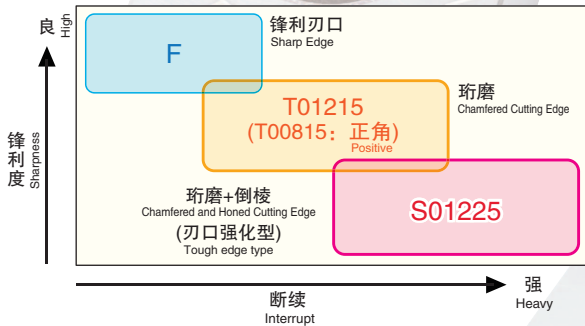 良
High
锋利度
Sharpness
F
锋利刃口
Sharp Edge
T01215
(T00815：正角)
Positive
珩磨
Chamfered Cutting Edge
珩磨+倒棱
Chamfered and Honed Cutting Edge
(刃口强化型)
Tough edge type
S01225
断续
Interrupt
强
Heavy